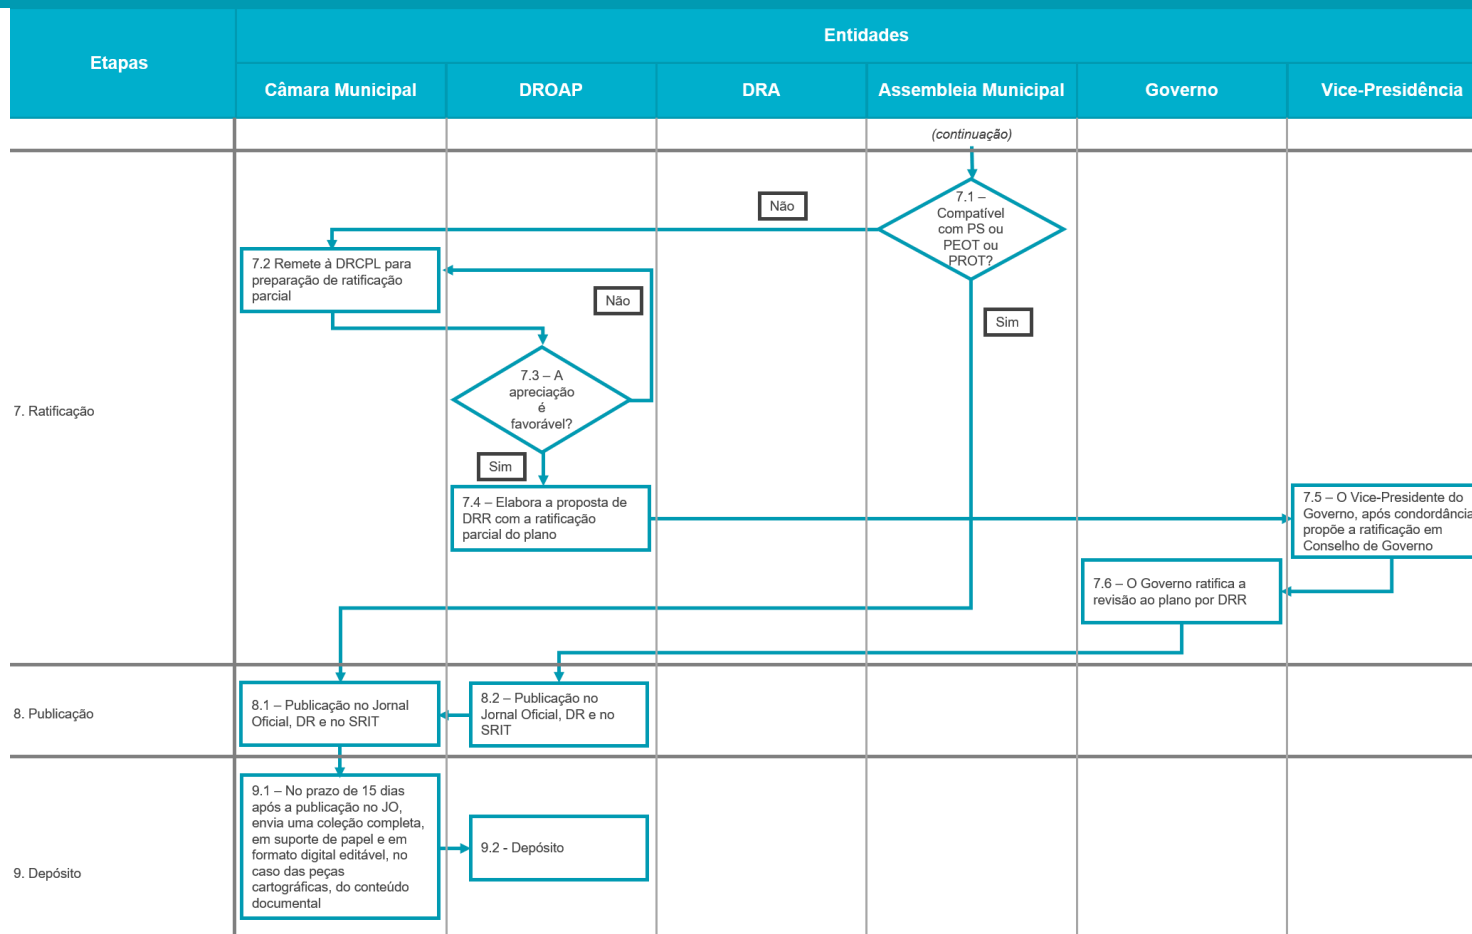 Etapas
Entidades
Câmara Municipal
DROAP
DRA
Assembleia Municipal
Governo
Vice-Presidência
(continuação)
7. Ratificação
7.1 –
Compatível
com PS ou
PEOT ou
PROT?
Não
Sim
7.2 Remete à DRCPL para
preparação de ratificação
parcial
Não
7.3 – A
apreciação
é
favorável?
Sim
7.4 – Elabora a proposta de
DRR com a ratificação
parcial do plano
7.5 – O Vice-Presidente do
Governo, após condordância
propõe a ratificação em
Conselho de Governo
7.6 – O Governo ratifica a
revisão ao plano por DRR
8. Publicação
8.1 – Publicação no Jornal
Oficial, DR e no SRIT
8.2 – Publicação no
Jornal Oficial, DR e no
SRIT
9. Depósito
9.1 – No prazo de 15 dias
após a publicação no JO,
envia uma coleção completa,
em suporte de papel e em
formato digital editável, no
caso das peças
cartográficas, do conteúdo
documental
9.2 - Depósito